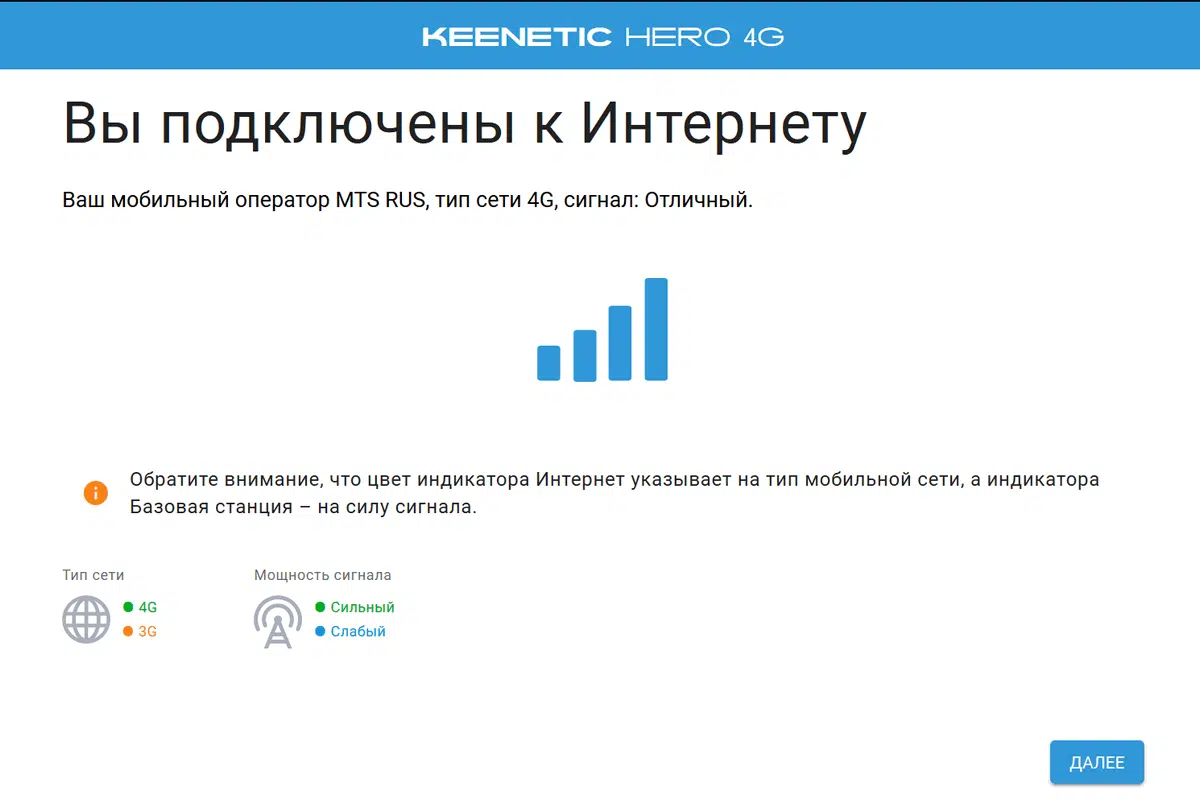 KEENETIC HERO 4G
Вы подключены к Интернету
Ваш мобильный оператор MTS RUS, тип сети 4G, сигнал: Отличный.
Обратите внимание, что цвет индикатора Интернет указывает на тип мобильной сети, а индикатора
Базовая станция – на силу сигнала.
Тип сети
4G
3G
Мощность сигнала
Сильный
Слабый
ДАЛЕЕ